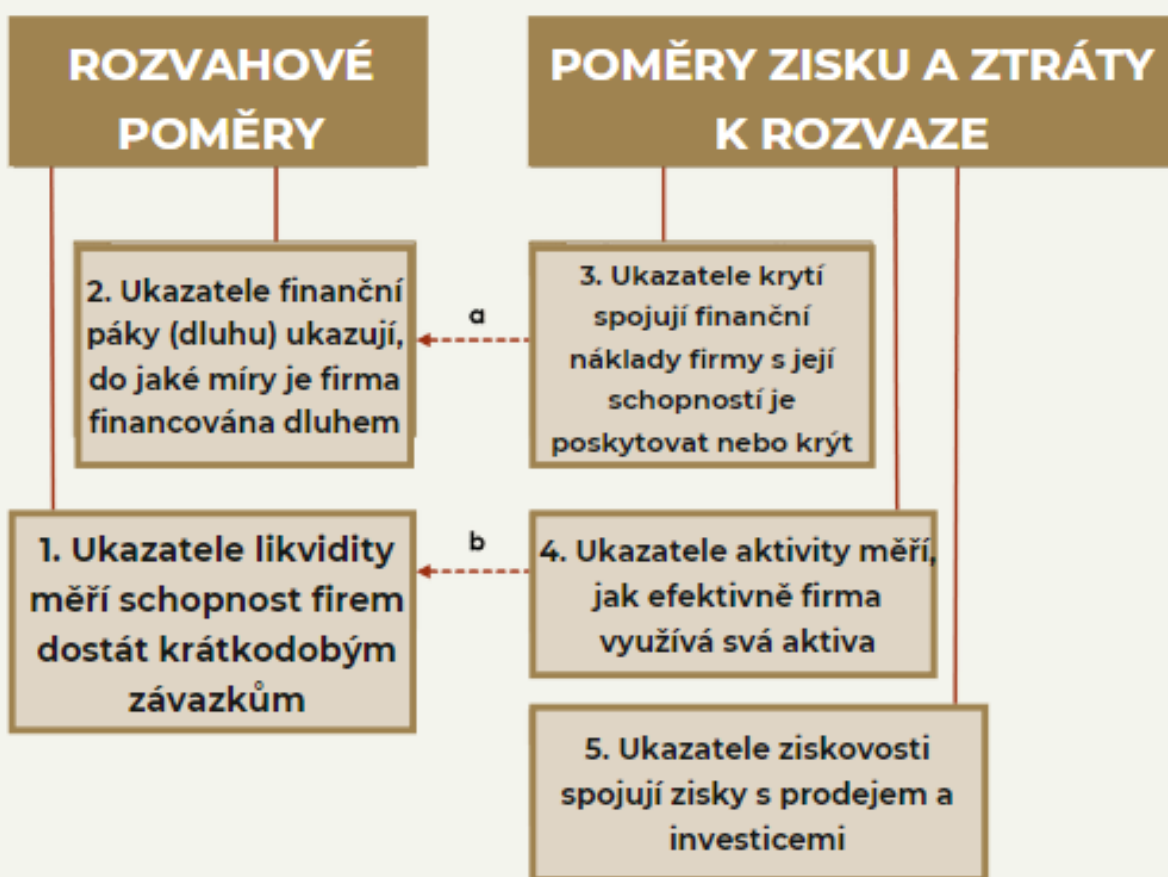 ROZVAHOVÉ
POMĚRY
POMĚRY ZISKU A ZTRÁTY
K ROZVAZE
2. Ukazatele finanční
páky (dluhu) ukazují,
do jaké míry je firma
financována dluhem
a
3. Ukazatele krytí
spojují finanční
náklady firmy s její
schopností je
poskytovat nebo krýt
1. Ukazatele likvidity
měří schopnost firem
dostát krátkodobým
závazkům
b
4. Ukazatele aktivity měří,
jak efektivně firma
využívá svá aktiva
5. Ukazatele ziskovosti
spojují zisky s prodejem a
investicemi